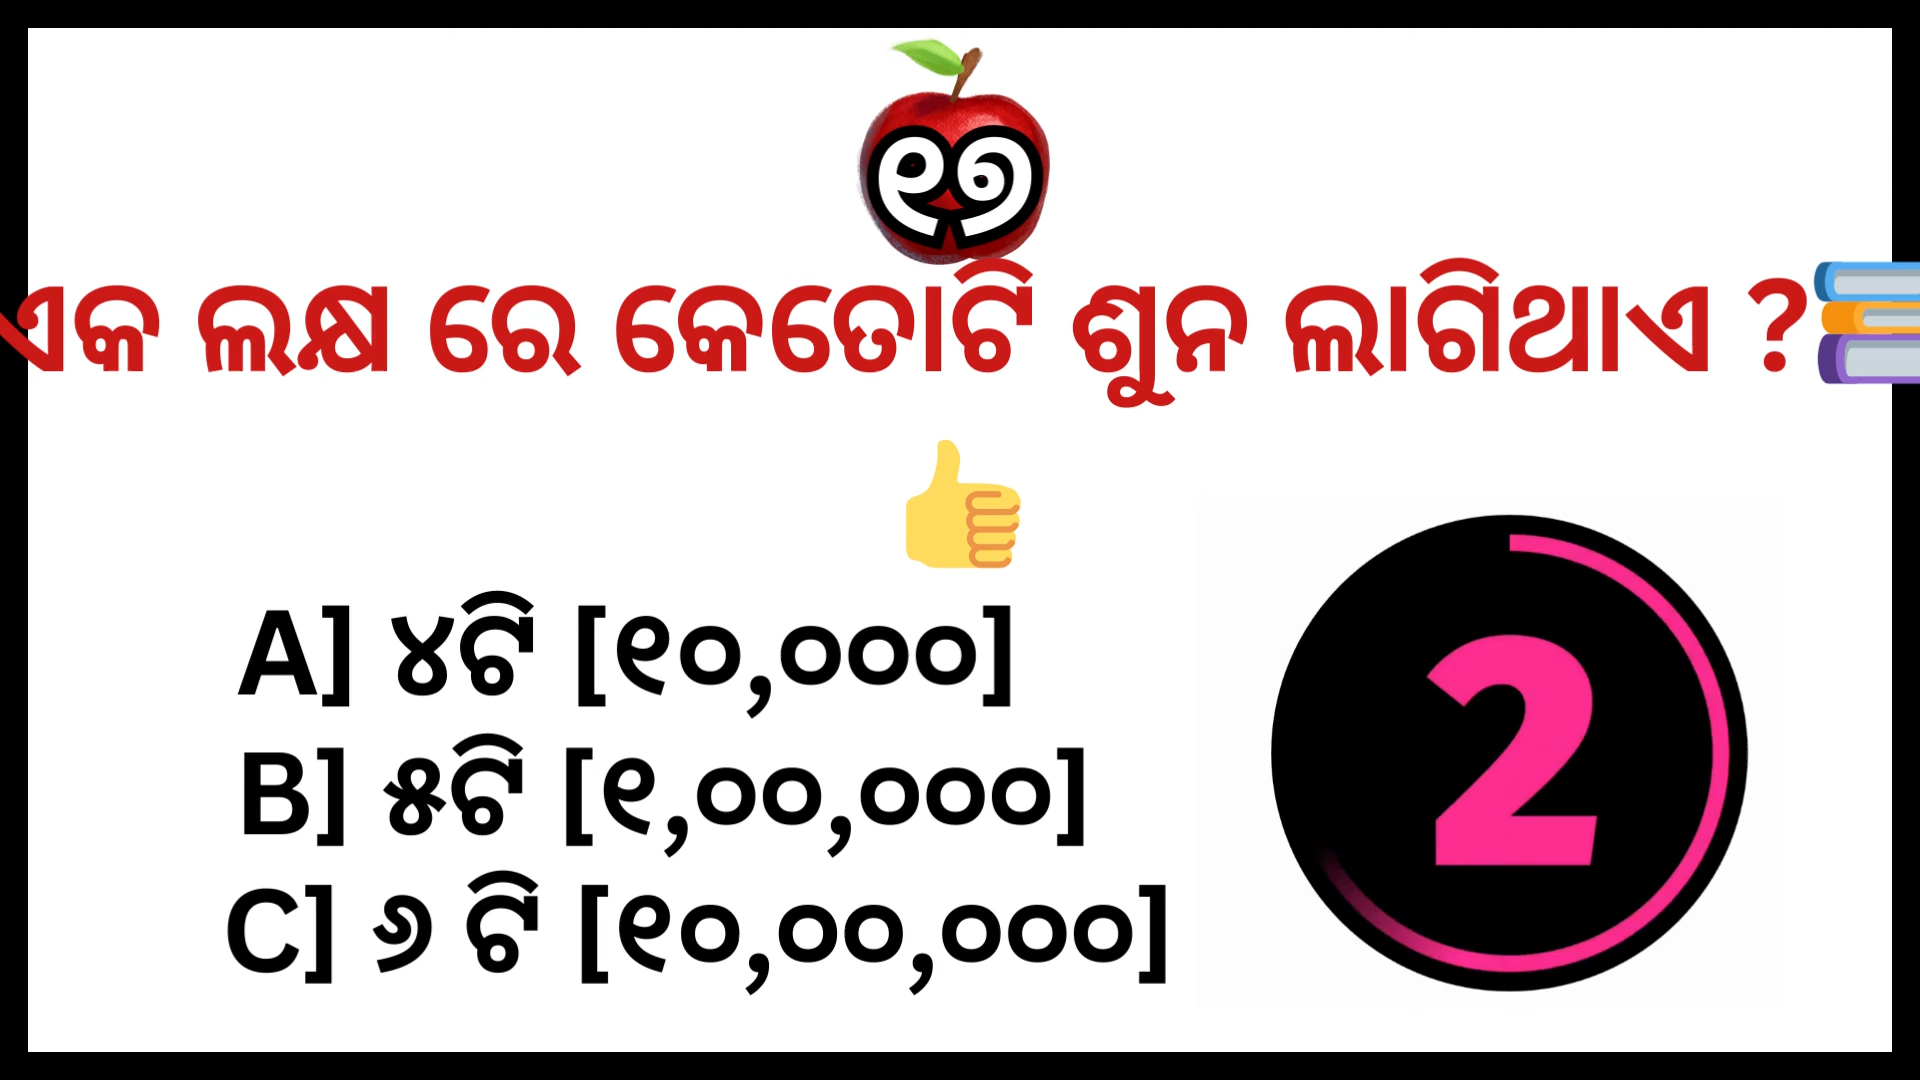 ୧୭
ଏକ ଲକ୍ଷ ରେ କେତୋଟି ଶୁନ ଲାଗିଥାଏ ?
A] ୪ଟି [୧୦,୦୦୦]
B] ୫ଟି [୧,୦୦,୦୦୦]
C] ୬ ଟି [୧୦,୦୦,୦୦୦]
2